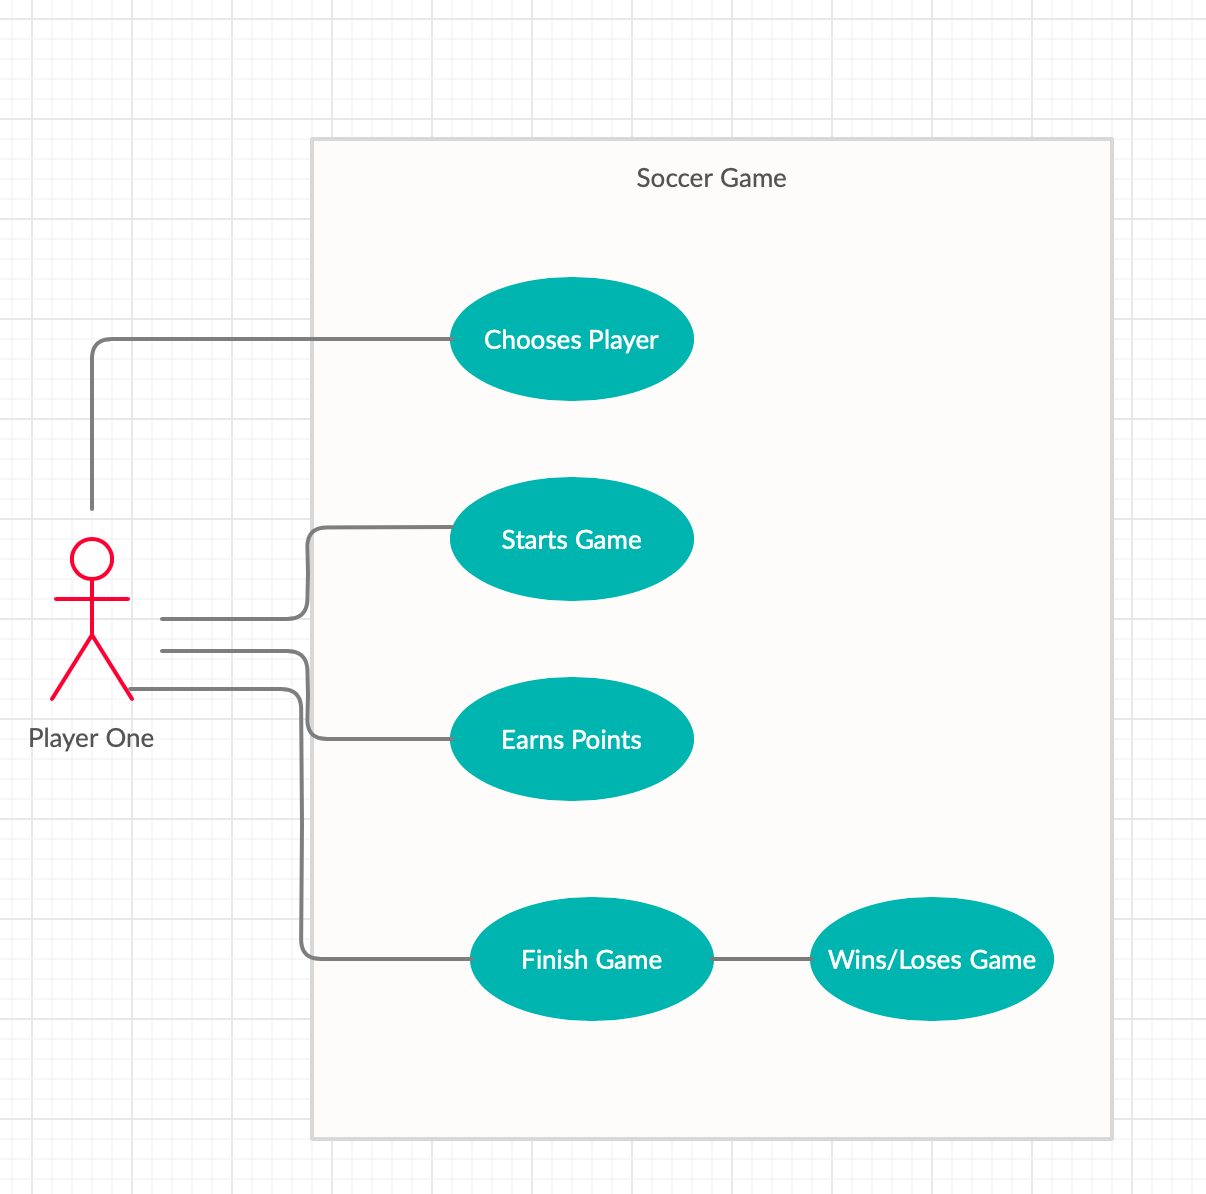 Soccer Game
Chooses Player
Starts Game
Earns Points
Player One
Finish Game
Wins/Loses Game